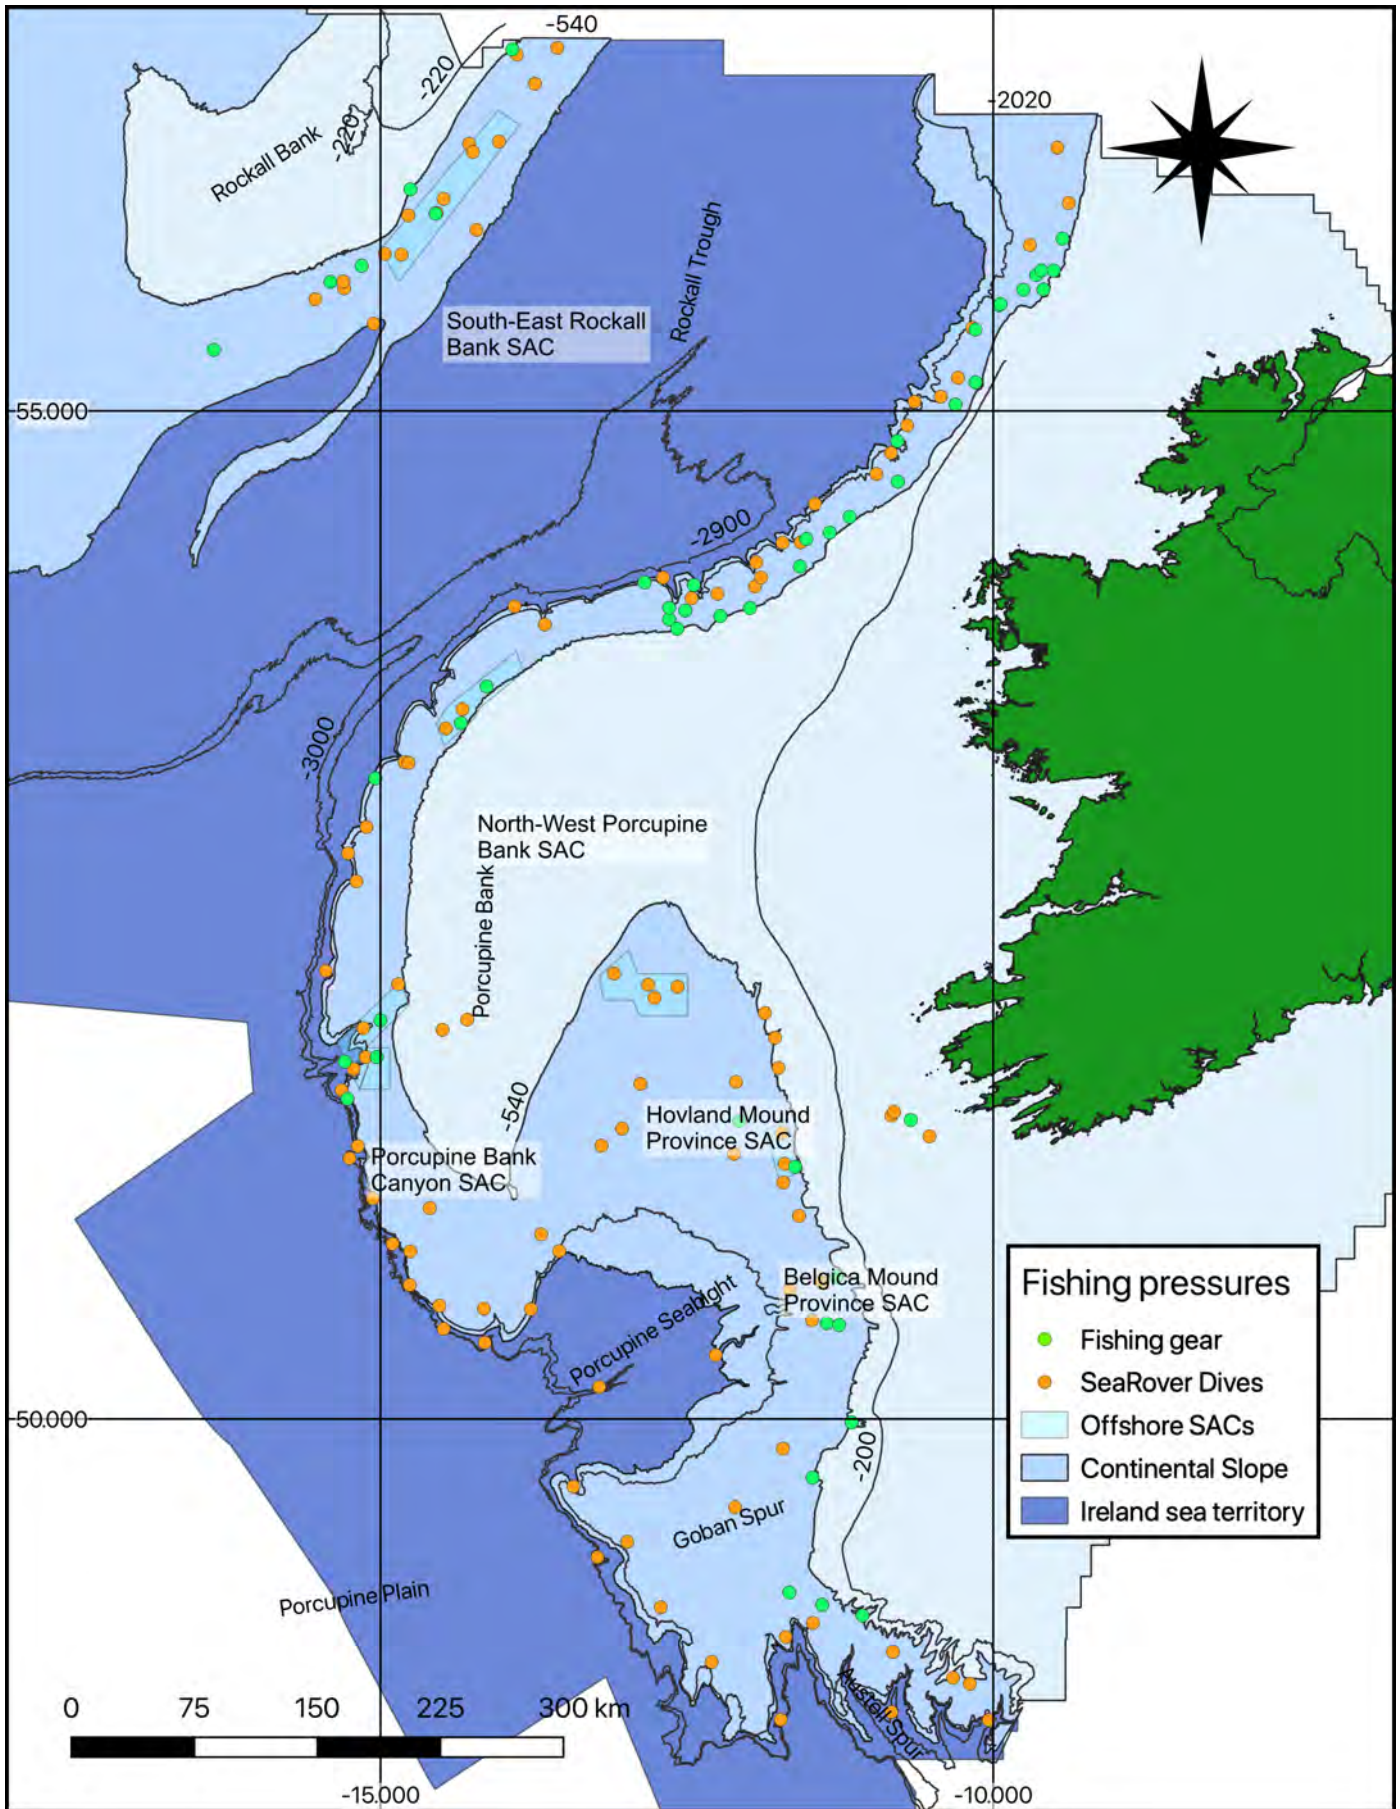 -540
-220
-2020
Rockall Bank
-220
Rockall Trough
South-East Rockall
Bank SAC
55.000
-2900
-3000
North-West Porcupine
Bank SAC
Porcupine Bank
-540
Hovland Mound
Province SAC
Porcupine Bank
Canyon SAC
Belgica Mound
Province SAC
Porcupine Seabight
Fishing pressures
Fishing gear
SeaRover Dives
Offshore SACs
Continental Slope
Ireland sea territory
50.000
-200
Goban Spur
Porcupine Plain
Austell Spur
0 75 150 225 300 km
-15.000
-10.000